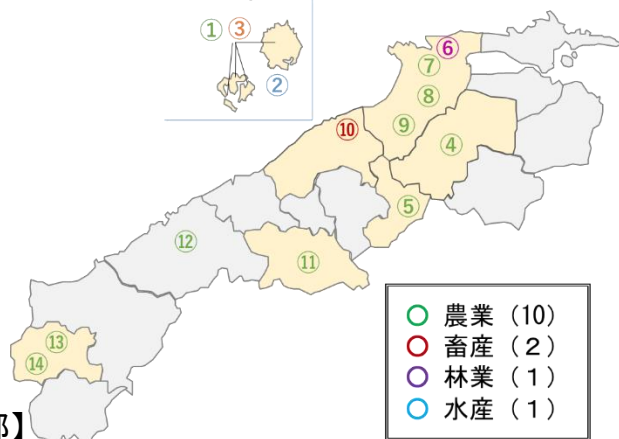 ① ③
②
⑥
⑦
⑧
⑩ ⑨ ④
⑤
⑫
⑪
⑬
⑭
○ 農業（10）
○ 畜産（２）
○ 林業（１）
○ 水産（１）
】